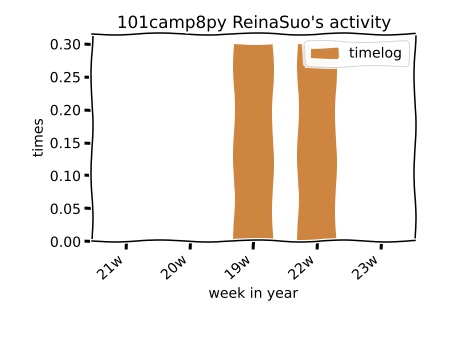 101camp8py ReinaSuo's activity
timelog
times
0.30
0.25
0.20
0.15
0.10
0.05
0.00
21w 20w 19w 22w 23w
week in year